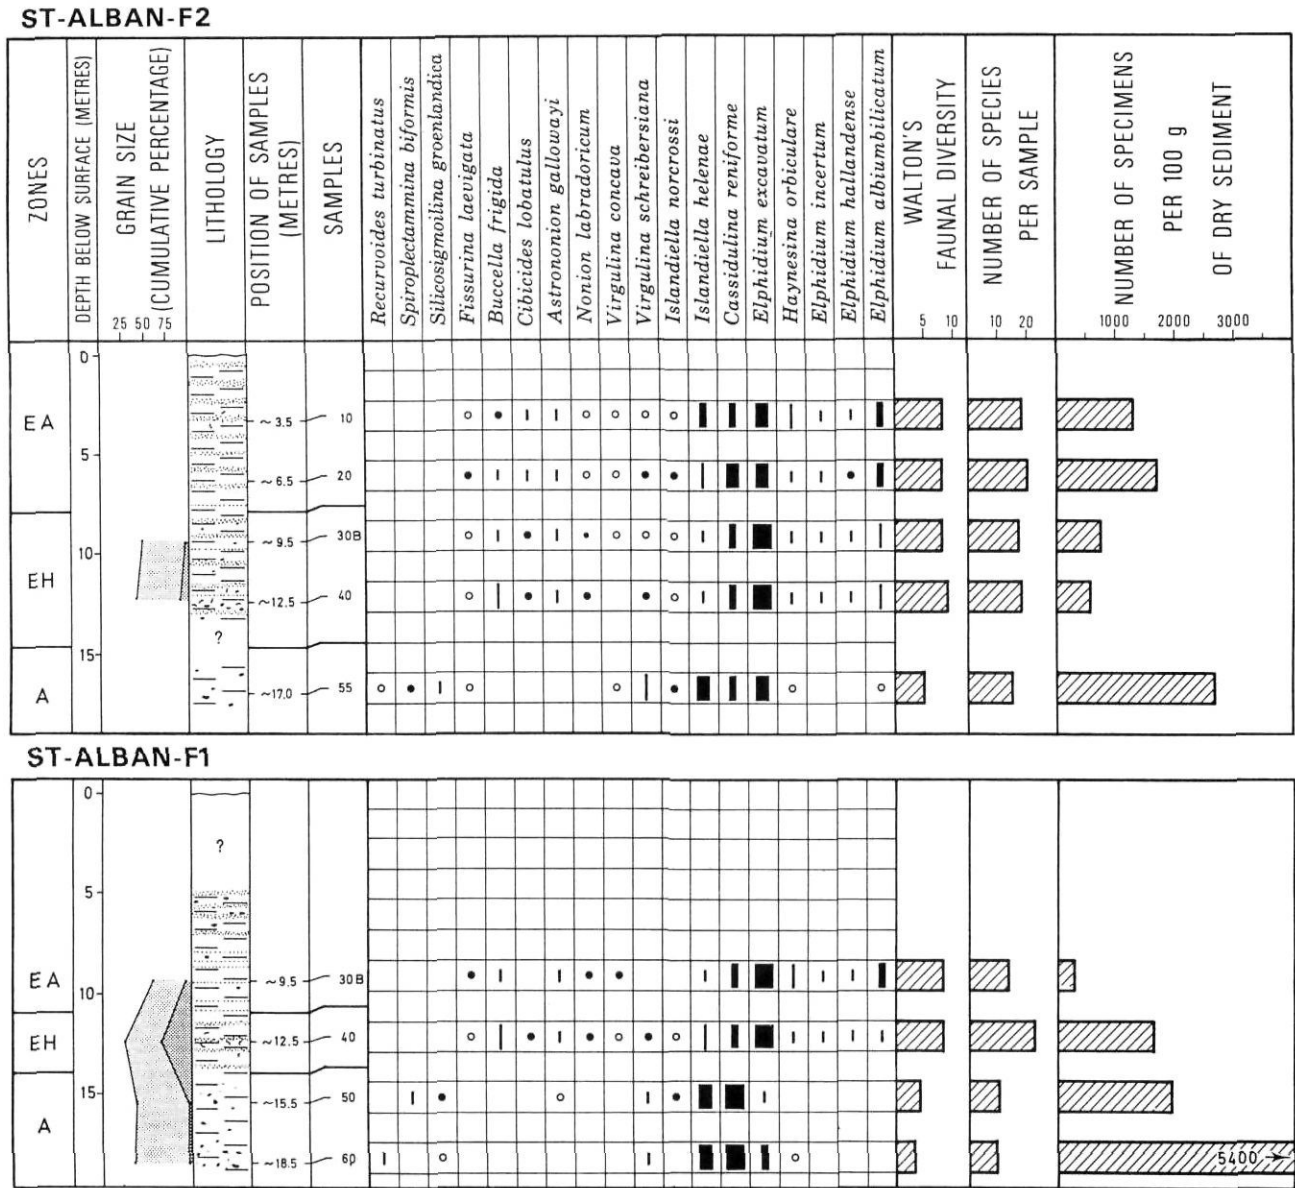 ST-ALBAN-F2
ZONES
DEPTH BELOW SURFACE (METRES)
GRAIN SIZE
(CUMULATIVE PERCENTAGE)
25 50 75
LITHOLOGY
POSITION OF SAMPLES
(METRES)
SAMPLES
Recurvoides turbinatus
Spiroplectammina biformis
Silicosigmoilina groenlandica
Fissurina laevigata
Buccella frigida
Cibicides lobatulus
Astrononion gallowayi
Nonion labradoricum
Virgulina concava
Virgulina schreibersiana
Islandiella norcrossi
Islandiella helenae
Cassidulina reniforme
Elphidium excavatum
Haynesina orbiculare
Elphidium incertum
Elphidium hallandense
Elphidium albiumbilicatum
WALTON'S
FAUNAL DIVERSITY
5 10
NUMBER OF SPECIES
PER SAMPLE
10 20
NUMBER OF SPECIMENS
PER 100 g
OF DRY SEDIMENT
1000 2000 3000
0
EA
~3.5 10
5
~6.5 20
EH
~9.5 30B
10
~12.5 40
?
15
A
~17.0 55
ST-ALBAN-F1
0
?
5
EA
~9.5 30B
10
EH
~12.5 40
15
~15.5 50
A
~18.5 6p
5400